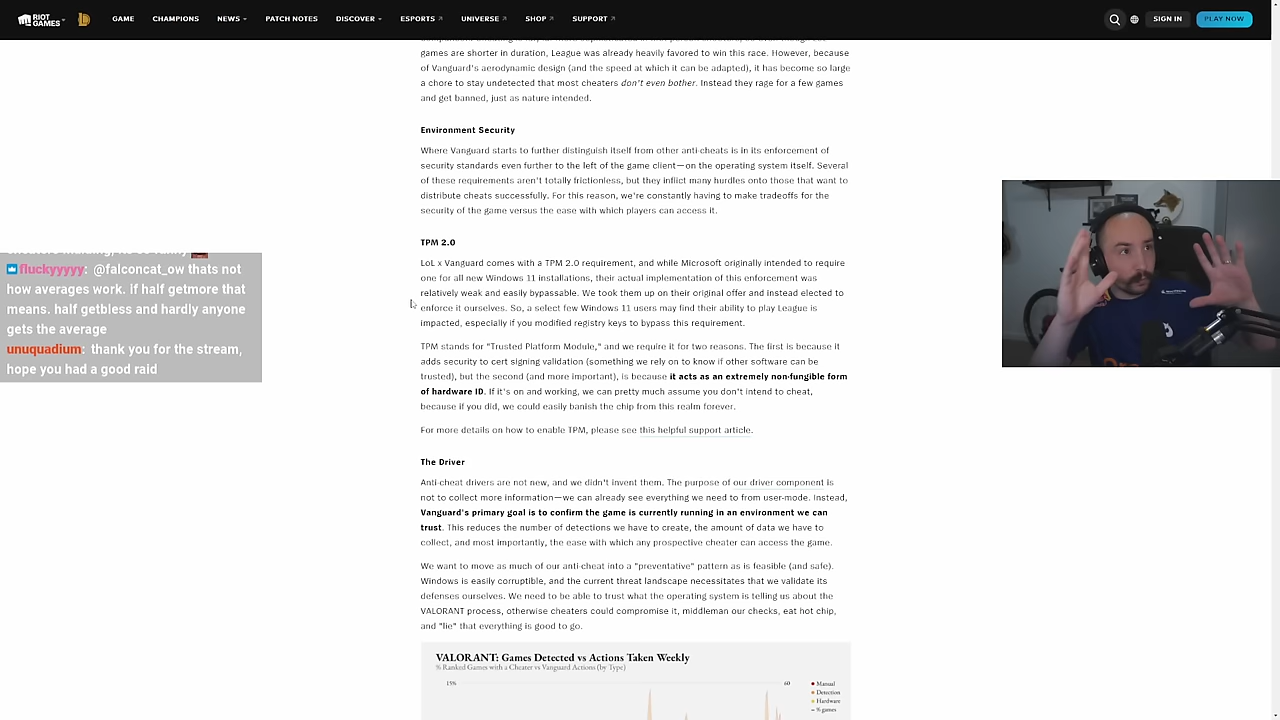 RIOT GAMES
GAME
CHAMPIONS
NEWS
PATCH NOTES
DISCOVER
ESPORTS
UNIVERSE
SHOP
SUPPORT
SIGN IN
PLAY NOW
games are shorter in duration, League was already heavily favored to win this race. However, because
of Vanguard's aerodynamic design (and the speed at which it can be adapted), it has become so large
a chore to stay undetected that most cheaters don't even bother. Instead they rage for a few games
and get banned, just as nature intended.
Environment Security
Where Vanguard starts to further distinguish itself from other anti-cheats is in its enforcement of
security standards even further to the left of the game client—on the operating system itself. Several
of these requirements aren't totally frictionless, but they inflict many hurdles onto those that want to
distribute cheats successfully. For this reason, we're constantly having to make tradeoffs for the
security of the game versus the ease with which players can access it.
TPM 2.0
LoL x Vanguard comes with a TPM 2.0 requirement, and while Microsoft originally intended to require
one for all new Windows 11 installations, their actual implementation of this enforcement was
relatively weak and easily bypassable. We took them up on their original offer and instead elected to
enforce it ourselves. So, a select few Windows 11 users may find their ability to play League is
impacted, especially if you modified registry keys to bypass this requirement.
TPM stands for "Trusted Platform Module," and we require it for two reasons. The first is because it
adds security to cert signing validation (something we rely on to know if other software can be
trusted), but the second (and more important), is because it acts as an extremely non-fungible form
of hardware ID. If it's on and working, we can pretty much assume you don't intend to cheat,
because if you did, we could easily banish the chip from this realm forever.
For more details on how to enable TPM, please see this helpful support article.
The Driver
Anti-cheat drivers are not new, and we didn't invent them. The purpose of our driver component is
not to collect more information—we can already see everything we need to from user-mode. Instead,
Vanguard's primary goal is to confirm the game is currently running in an environment we can
trust. This reduces the number of detections we have to create, the amount of data we have to
collect, and most importantly, the ease with which any prospective cheater can access the game.
We want to move as much of our anti-cheat into a "preventative" pattern as is feasible (and safe).
Windows is easily corruptible, and the current threat landscape necessitates that we validate its
defenses ourselves. We need to be able to trust what the operating system is telling us about the
VALORANT process, otherwise cheaters could compromise it, middleman our checks, eat hot chip,
and "lie" that everything is good to go.
VALORANT: Games Detected vs Actions Taken Weekly
% Ranked Games with a Cheater vs Vanguard Actions (by Type)
15%
60
Manual
Detection
Hardware
% games
fluckyyyyy: @falconcat_ow thats not
how averages work. if half getmore that
means. half getbless and hardly anyone
gets the average
unuquadium: thank you for the stream,
hope you had a good raid